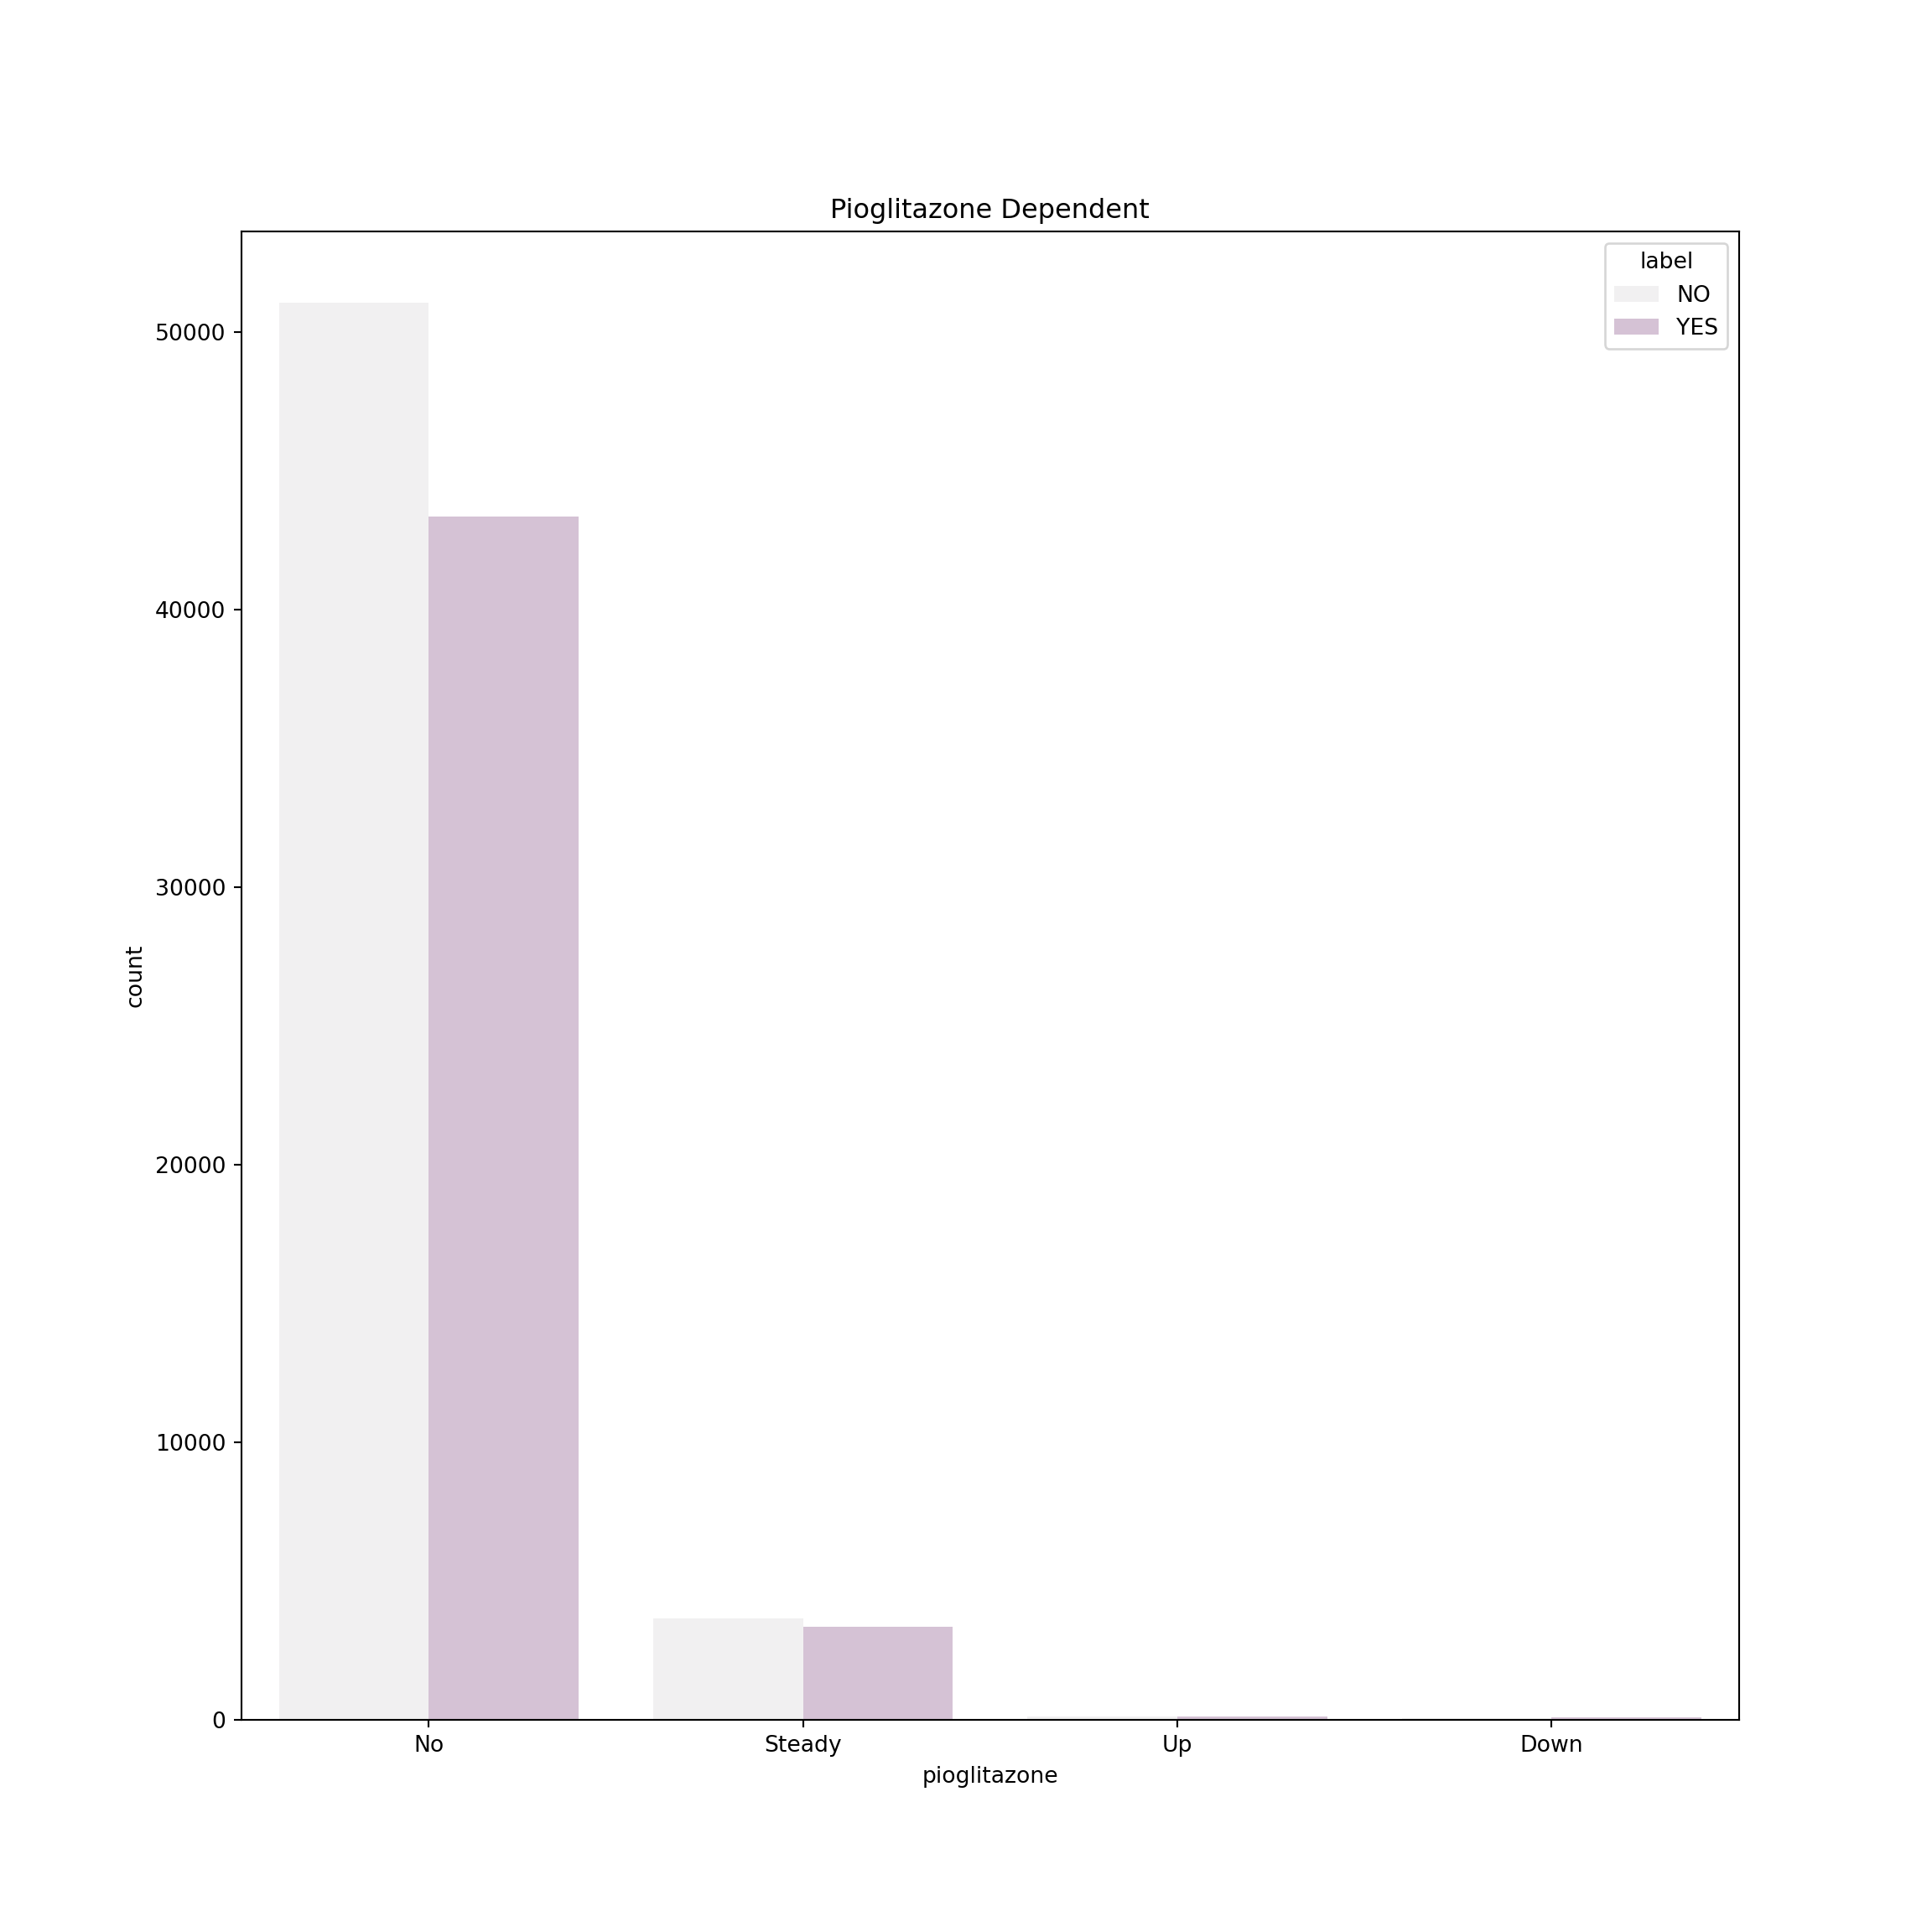 Pioglitazone Dependent
label
NO
YES
50000
40000
30000
20000
10000
0
count
No
Steady
Up
Down
pioglitazone